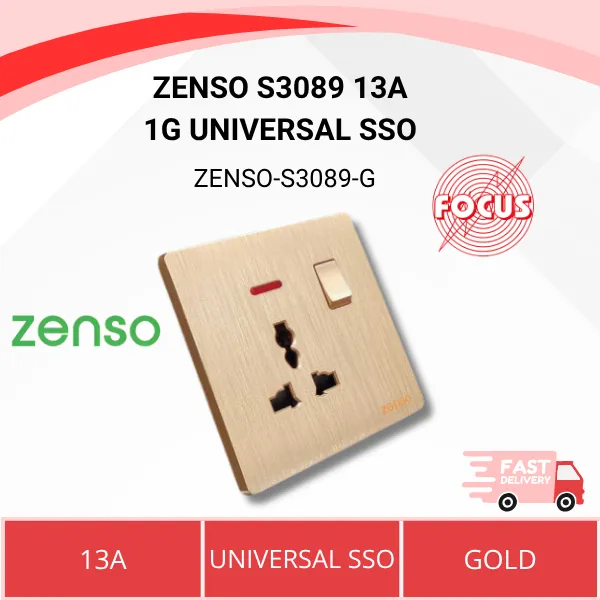 ZENSO S3089 13A
1G UNIVERSAL SSO
ZENSO-S3089-G
FOCUS
zenso
zenso
FAST
DELIVERY
13A
UNIVERSAL SSO
GOLD